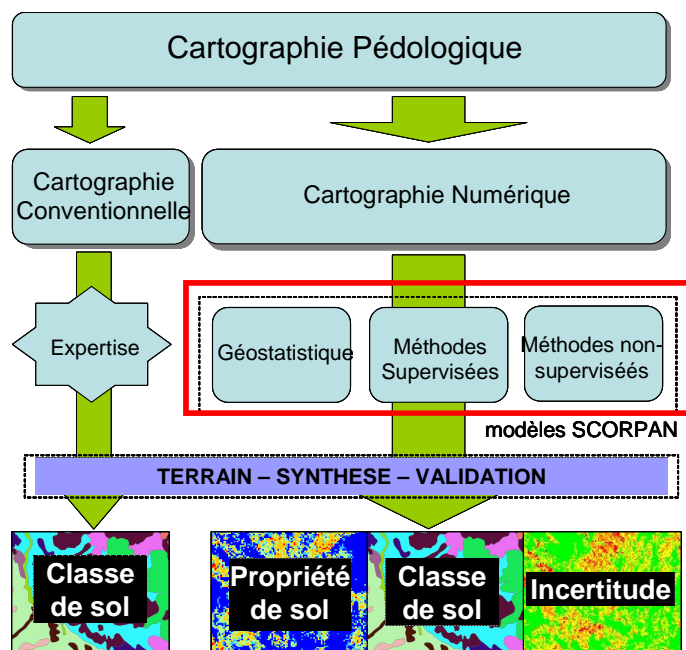 Cartographie Pédologique
Cartographie
Conventionnelle
Cartographie Numérique
Expertise
Géostatistique
Méthodes
Supervisées
Méthodes non-
superviséés
modèles SCORPAN
TERRAIN – SYNTHESE – VALIDATION
Classe
de sol
Propriété
de sol
Classe
de sol
Incertitude